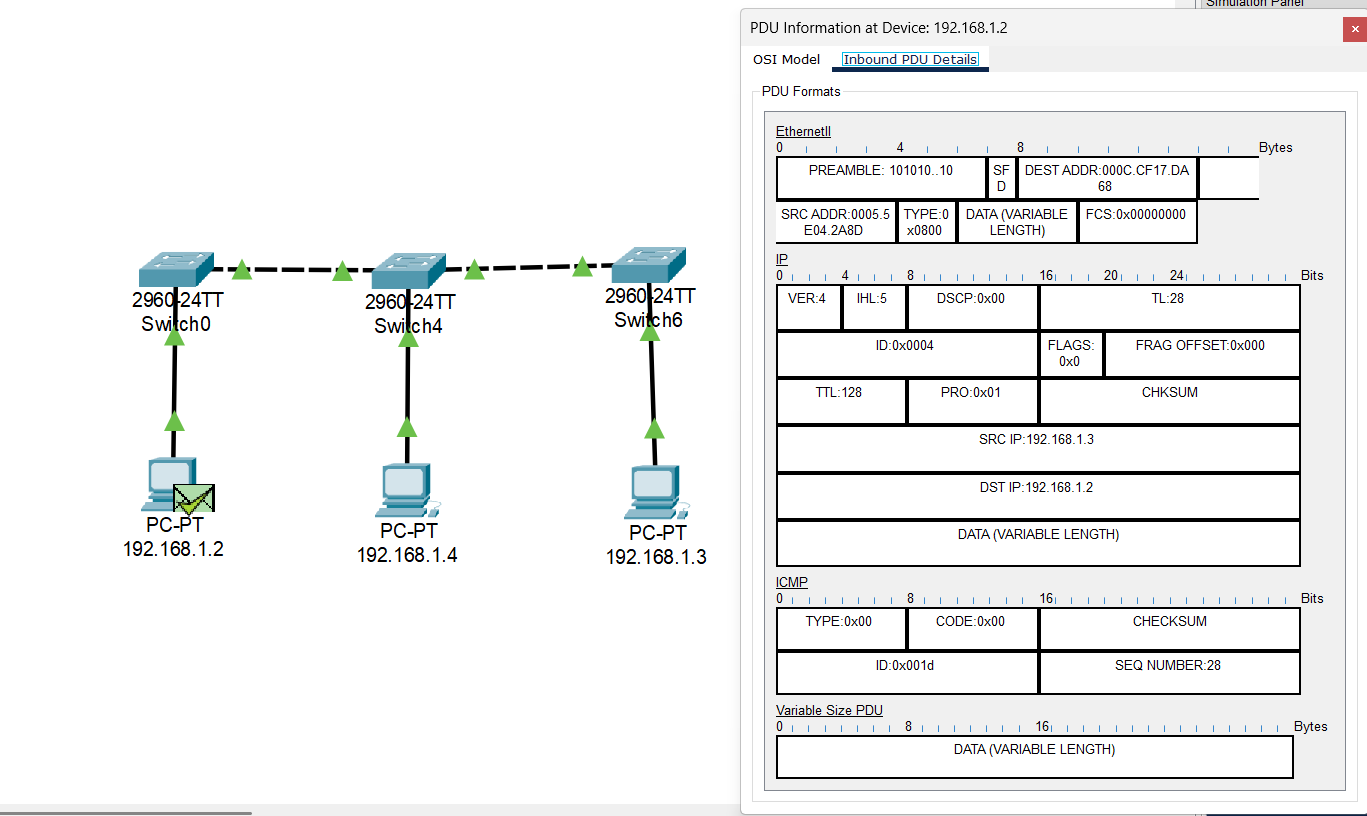 Simulation Panel
PDU Information at Device: 192.168.1.2
OSI Model Inbound PDU Details
PDU Formats
EthernetII
0 4 8 Bytes
PREAMBLE: 101010..10 SF DEST ADDR:000C.CF17.DA
D 68
SRC ADDR:0005.5 TYPE:0 DATA (VARIABLE FCS:0x00000000
E04.2A8D x0800 LENGTH)
IP
0 4 8 16 20 24 Bits
VER:4 IHL:5 DSCP:0x00 TL:28
ID:0x0004 FLAGS: FRAG OFFSET:0x000
0x0
TTL:128 PRO:0x01 CHKSUM
SRC IP:192.168.1.3
DST IP:192.168.1.2
DATA (VARIABLE LENGTH)
ICMP
0 8 16 Bits
TYPE:0x00 CODE:0x00 CHECKSUM
ID:0x001d SEQ NUMBER:28
Variable Size PDU
0 8 16 Bytes
DATA (VARIABLE LENGTH)
2960-24TT
Switch0
2960-24TT
Switch4
2960-24TT
Switch6
PC-PT
192.168.1.2
PC-PT
192.168.1.4
PC-PT
192.168.1.3